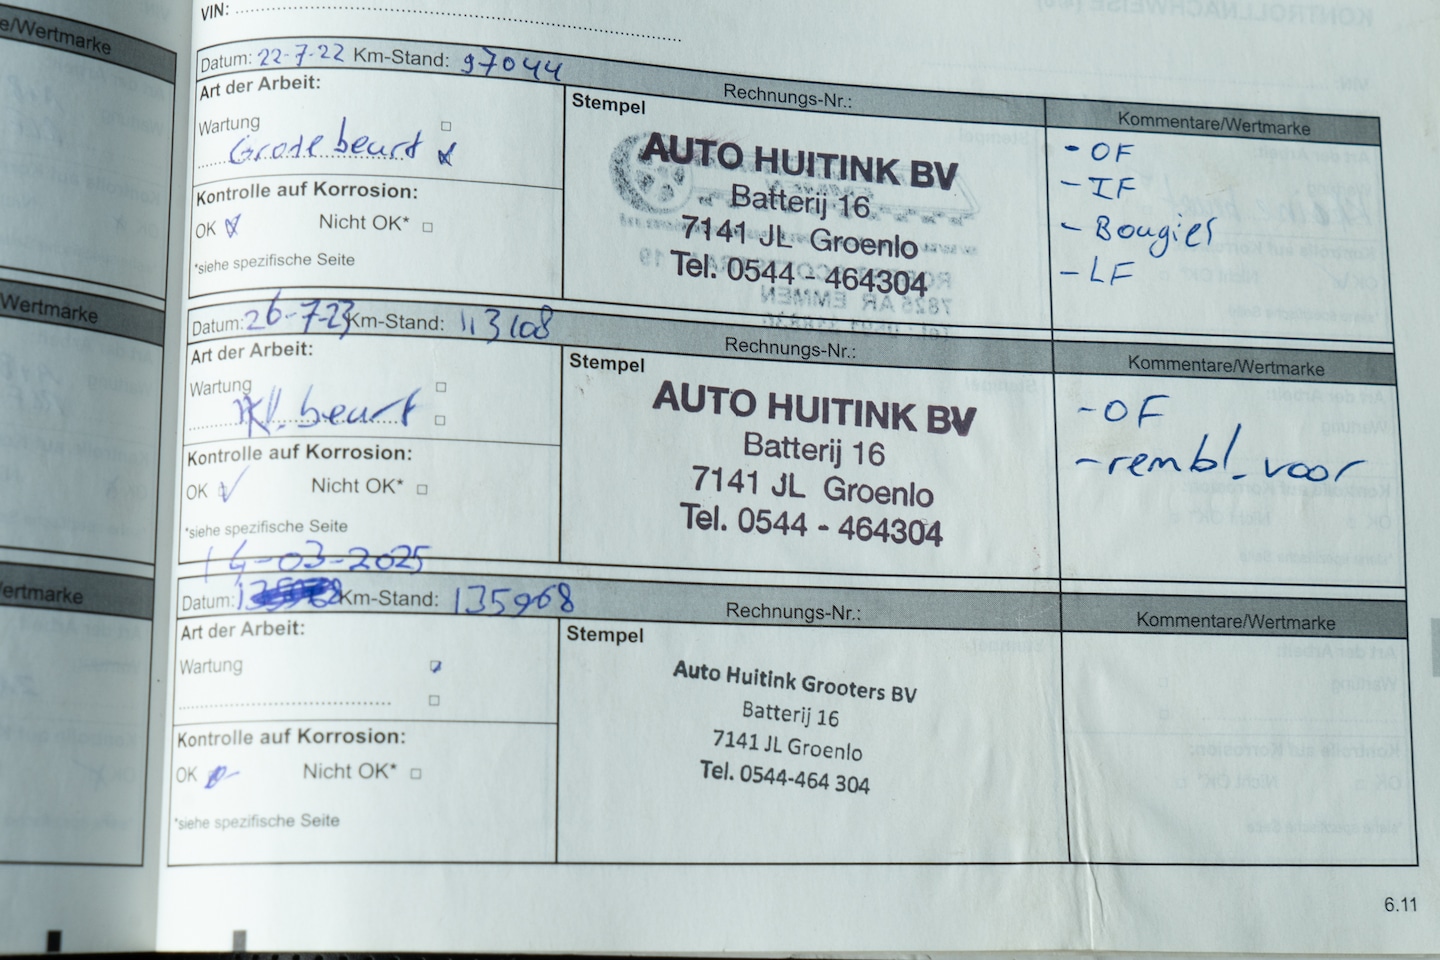 e/Wertmarke
Wertmarke
ertmarke
VIN:
Datum: 22-7-22 Km-Stand: 97044
Rechnungs-Nr.:
Kommentare/Wertmarke
Art der Arbeit:
Wartung
Grote beurt
Kontrolle auf Korrosion:
OK Nicht OK*
*siehe spezifische Seite
Stempel
AUTO HUITINK BV
Batterij 16
7141 JL Groenlo
Tel. 0544 - 464304
- OF
- IF
- Bougies
- LF
Datum: 26-7-23 Km-Stand: 113108
Rechnungs-Nr.:
Kommentare/Wertmarke
Art der Arbeit:
Wartung
Kl beurt
Kontrolle auf Korrosion:
OK Nicht OK*
*siehe spezifische Seite
Stempel
AUTO HUITINK BV
Batterij 16
7141 JL Groenlo
Tel. 0544 - 464304
- OF
- rembl. voor
14-03-2025
Datum: Km-Stand: 135968
Rechnungs-Nr.:
Kommentare/Wertmarke
Art der Arbeit:
Wartung
Kontrolle auf Korrosion:
OK Nicht OK*
*siehe spezifische Seite
Stempel
Auto Huitink Grooters BV
Batterij 16
7141 JL Groenlo
Tel. 0544-464 304
6.11